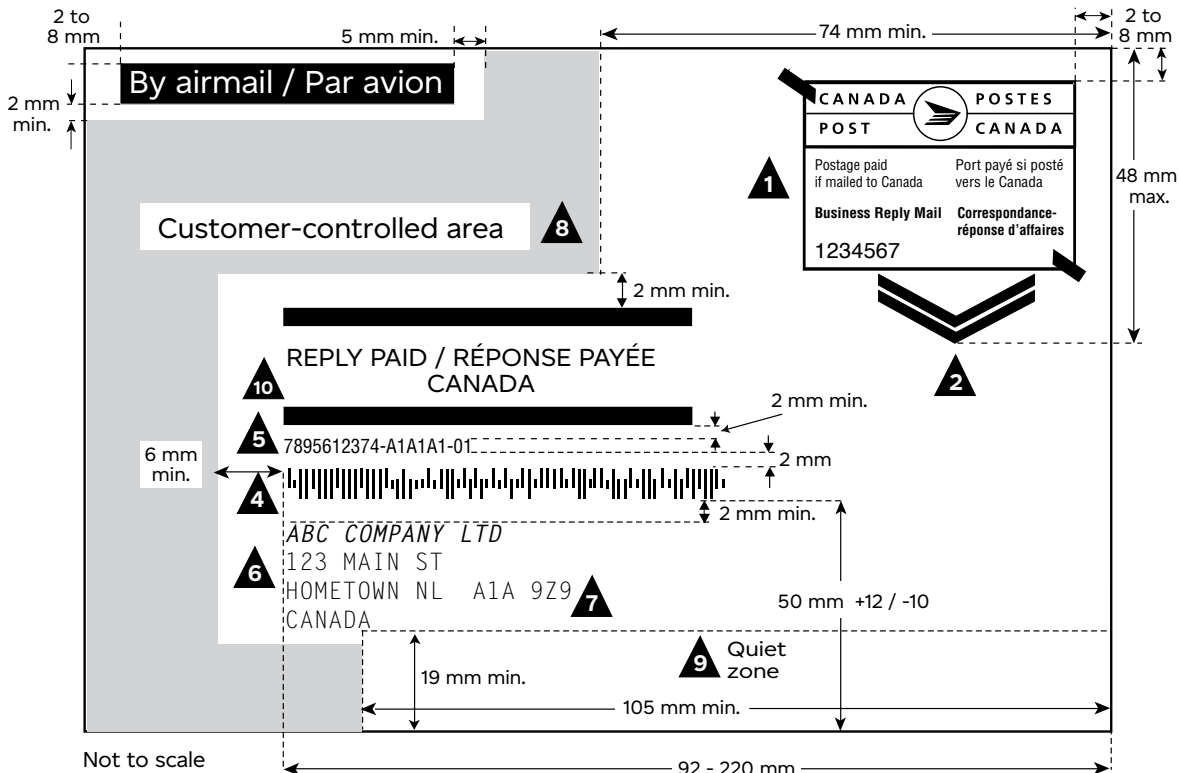 2 to
8 mm
5 mm min.
74 mm min.
2 to
8 mm
By airmail / Par avion
2 mm
min.
CANADA POSTES
POST CANADA
Postage paid
if mailed to Canada
Port payé si posté
vers le Canada
Business Reply Mail
Correspondance-
réponse d'affaires
1234567
1
48 mm
max.
Customer-controlled area
8
2 mm min.
REPLY PAID / RÉPONSE PAYÉE
CANADA
10
2
2 mm min.
5
7895612374-A1A1A1-01
6 mm
min.
2 mm
4
2 mm min.
ABC COMPANY LTD
123 MAIN ST
HOMETOWN NL A1A 9Z9
CANADA
6
7
50 mm +12 / -10
9
Quiet
zone
19 mm min.
105 mm min.
Not to scale
92 - 220 mm